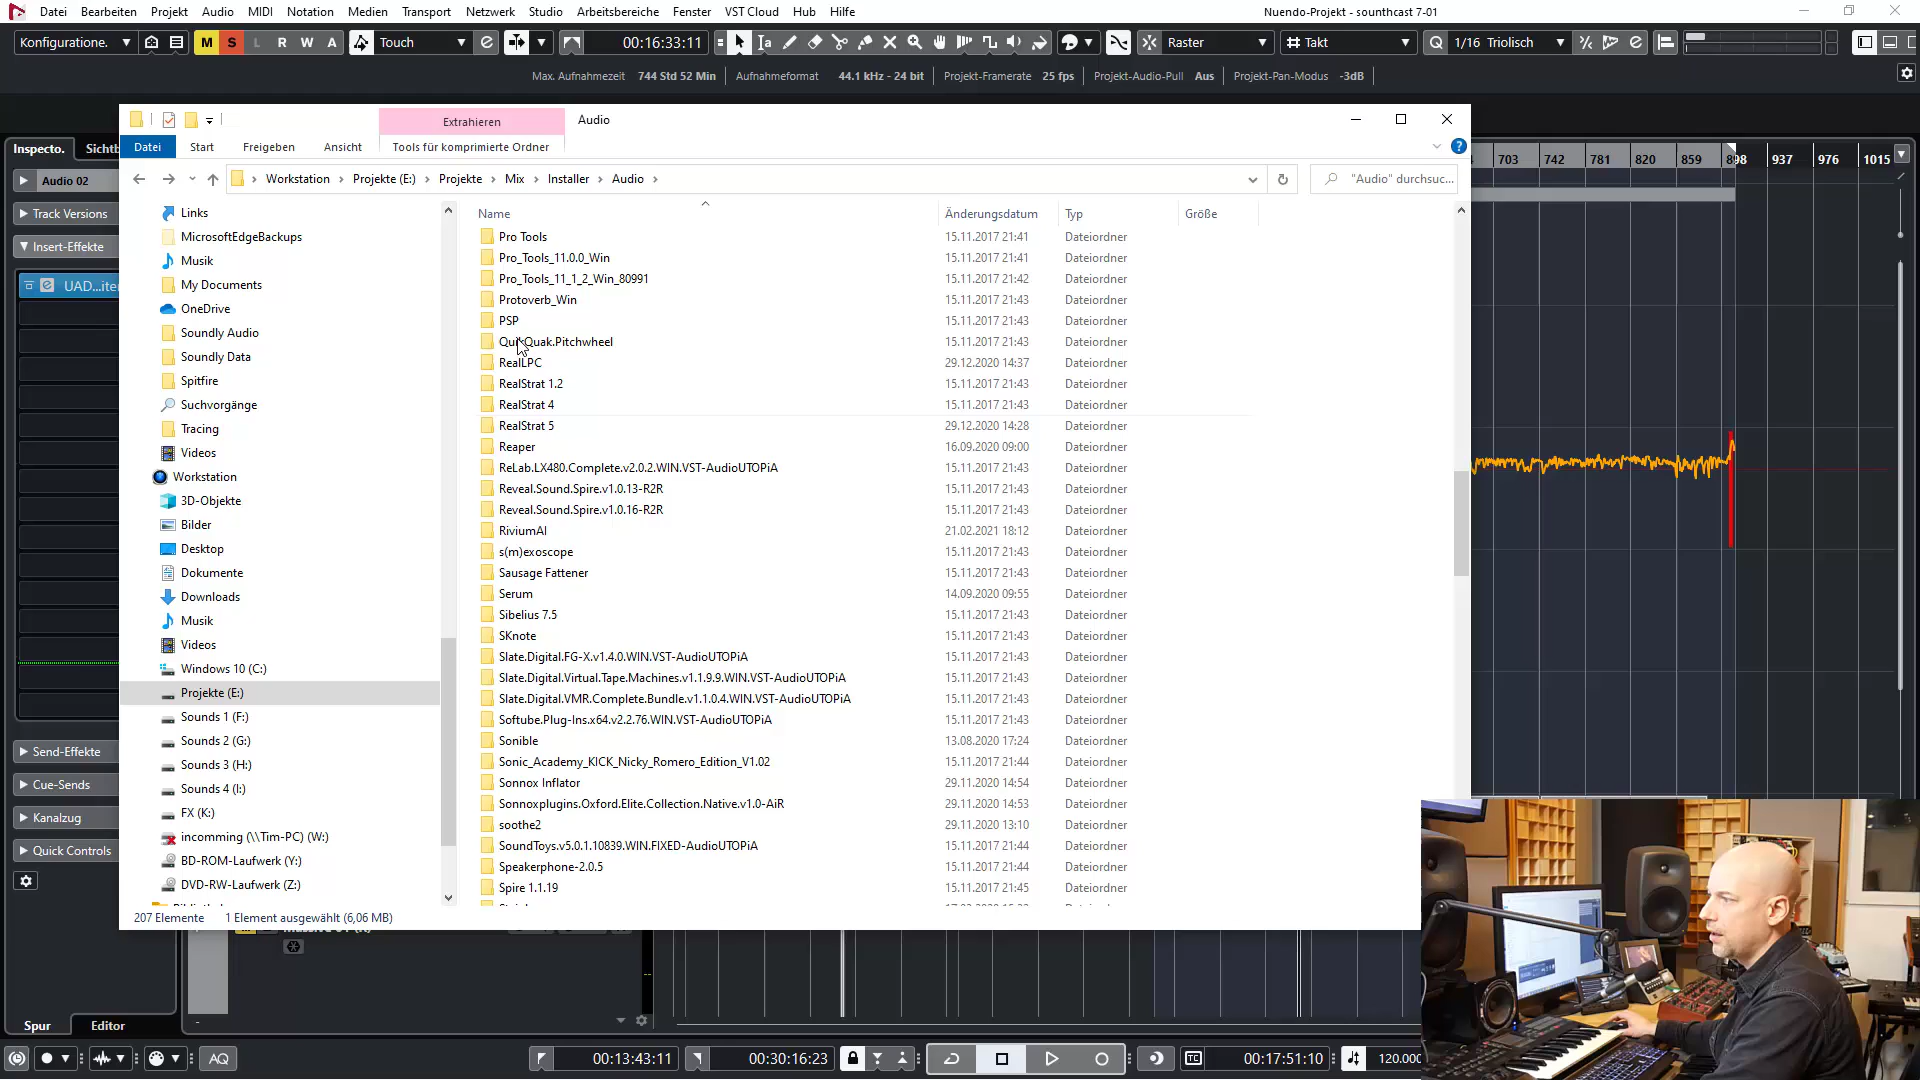 Datei Bearbeiten Projekt Audio MIDI Notation Medien Transport Netzwerk Studio Arbeitsbereiche Fenster VST Cloud Hub Hilfe
Nuendo-Projekt - sounthcast 7-01
Konfiguratione. M S L R W A Touch 00:16:33:11 Raster Takt 1/16 Triolisch
Max. Aufnahmezeit 744 Std 52 Min Aufnahmeformat 44.1 kHz - 24 bit Projekt-Framerate 25 fps Projekt-Audio-Pull Aus Projekt-Pan-Modus -3dB
Inspecto. Sichtb
Audio 02
Track Versions
Insert-Effekte
UAD...ite
Send-Effekte
Cue-Sends
Kanalzug
Quick Controls
703 742 781 820 859 898 937 976 1015
Extrahieren Audio
Datei Start Freigeben Ansicht Tools für komprimierte Ordner
Workstation Projekte (E:) Projekte Mix Installer Audio
"Audio" durchsuc...
Links
MicrosoftEdgeBackups
Musik
My Documents
OneDrive
Soundly Audio
Soundly Data
Spitfire
Suchvorgänge
Tracing
Videos
Workstation
3D-Objekte
Bilder
Desktop
Dokumente
Downloads
Musik
Videos
Windows 10 (C:)
Projekte (E:)
Sounds 1 (F:)
Sounds 2 (G:)
Sounds 3 (H:)
Sounds 4 (I:)
FX (K:)
incomming (\\Tim-PC) (W:)
BD-ROM-Laufwerk (Y:)
DVD-RW-Laufwerk (Z:)
Name Änderungsdatum Typ Größe
Pro Tools 15.11.2017 21:41 Dateiordner
Pro_Tools_11.0.0_Win 15.11.2017 21:41 Dateiordner
Pro_Tools_11_1_2_Win_80991 15.11.2017 21:42 Dateiordner
Protoverb_Win 15.11.2017 21:43 Dateiordner
PSP 15.11.2017 21:43 Dateiordner
QuikQuak.Pitchwheel 15.11.2017 21:43 Dateiordner
RealLPC 29.12.2020 14:37 Dateiordner
RealStrat 1.2 15.11.2017 21:43 Dateiordner
RealStrat 4 15.11.2017 21:43 Dateiordner
RealStrat 5 29.12.2020 14:28 Dateiordner
Reaper 16.09.2020 09:00 Dateiordner
ReLab.LX480.Complete.v2.0.2.WIN.VST-AudioUTOPiA 15.11.2017 21:43 Dateiordner
Reveal.Sound.Spire.v1.0.13-R2R 15.11.2017 21:43 Dateiordner
Reveal.Sound.Spire.v1.0.16-R2R 15.11.2017 21:43 Dateiordner
RiviumAI 21.02.2021 18:12 Dateiordner
s(m)exoscope 15.11.2017 21:43 Dateiordner
Sausage Fattener 15.11.2017 21:43 Dateiordner
Serum 14.09.2020 09:55 Dateiordner
Sibelius 7.5 15.11.2017 21:43 Dateiordner
SKnote 15.11.2017 21:43 Dateiordner
Slate.Digital.FG-X.v1.4.0.WIN.VST-AudioUTOPiA 15.11.2017 21:43 Dateiordner
Slate.Digital.Virtual.Tape.Machines.v1.1.9.9.WIN.VST-AudioUTOPiA 15.11.2017 21:43 Dateiordner
Slate.Digital.VMR.Complete.Bundle.v1.1.0.4.WIN.VST-AudioUTOPiA 15.11.2017 21:43 Dateiordner
Softube.Plug-Ins.x64.v2.2.76.WIN.VST-AudioUTOPiA 15.11.2017 21:43 Dateiordner
Sonible 13.08.2020 17:24 Dateiordner
Sonic_Academy_KICK_Nicky_Romero_Edition_V1.02 15.11.2017 21:44 Dateiordner
Sonnox Inflator 29.11.2020 14:54 Dateiordner
Sonnoxplugins.Oxford.Elite.Collection.Native.v1.0-AiR 29.11.2020 14:53 Dateiordner
soothe2 29.11.2020 13:10 Dateiordner
SoundToys.v5.0.1.10839.WIN.FIXED-AudioUTOPiA 15.11.2017 21:44 Dateiordner
Speakerphone-2.0.5 15.11.2017 21:44 Dateiordner
Spire 1.1.19 15.11.2017 21:45 Dateiordner
207 Elemente 1 Element ausgewählt (6,06 MB)
Spur Editor
AQ 00:13:43:11 00:30:16:23 TC 00:17:51:10 120.000